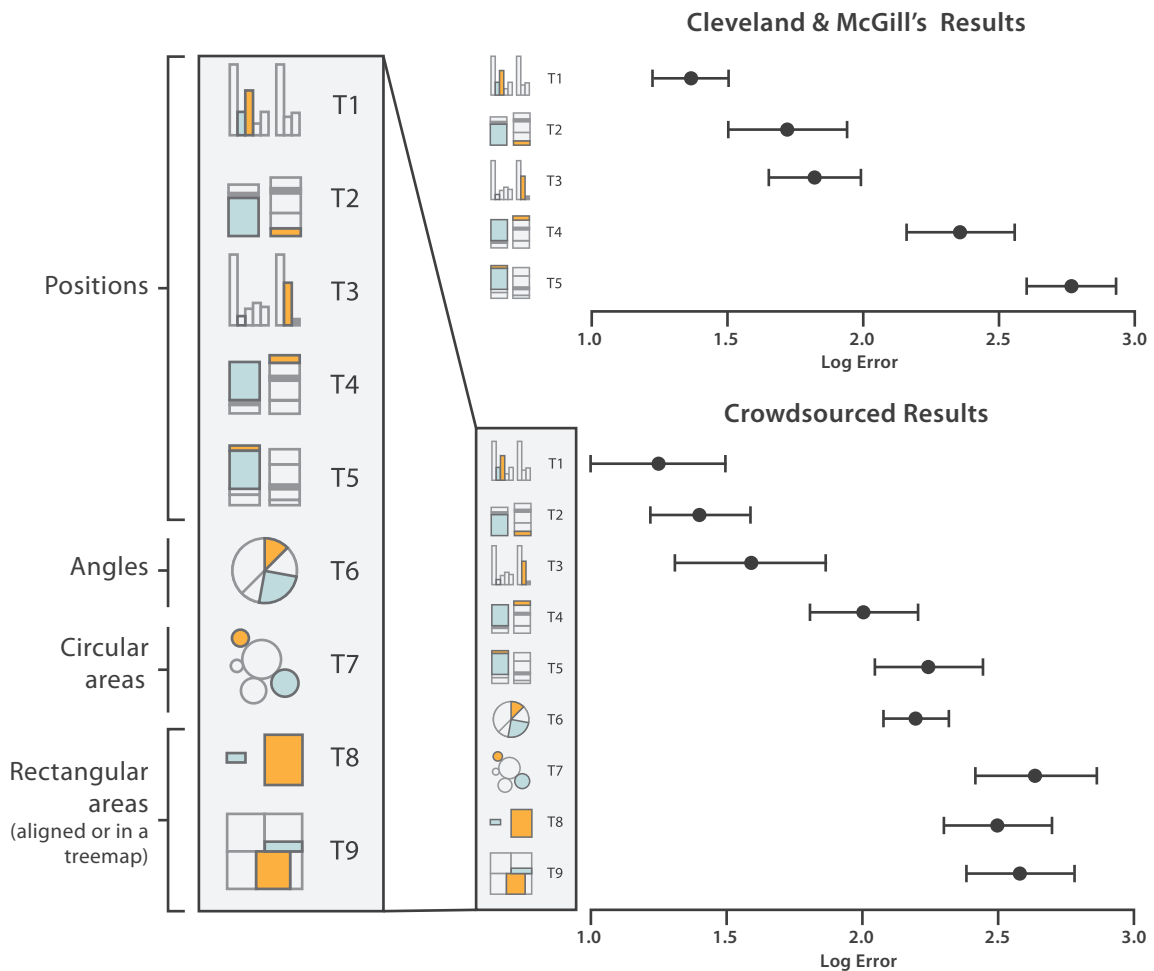 Cleveland & McGill's Results
T1
T2
T3
T4
T5
1.0 1.5 2.0 2.5 3.0
Log Error
Positions
T1
T2
T3
T4
T5
Angles
T6
Circular
areas
T7
Rectangular
areas
(aligned or in a
treemap)
T8
T9
Crowdsourced Results
T1
T2
T3
T4
T5
T6
T7
T8
T9
1.0 1.5 2.0 2.5 3.0
Log Error